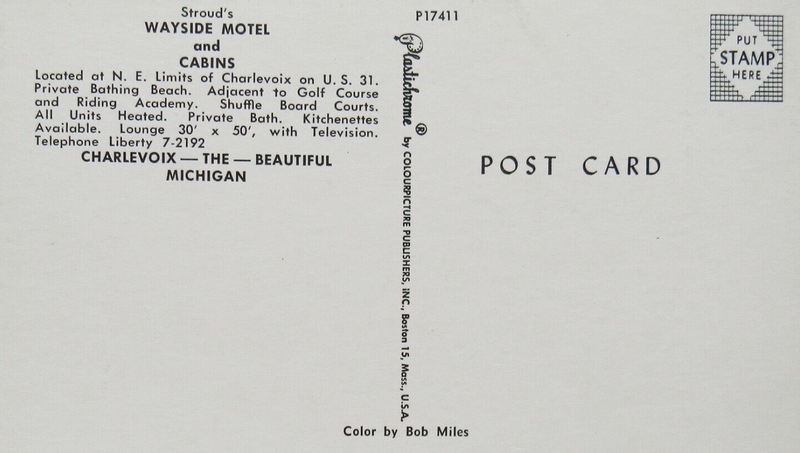 Stroud's
WAYSIDE MOTEL
and
CABINS
Located at N. E. Limits of Charlevoix on U. S. 31.
Private Bathing Beach. Adjacent to Golf Course
and Riding Academy. Shuffle Board Courts.
All Units Heated. Private Bath. Kitchenettes
Available. Lounge 30' x 50', with Television.
Telephone Liberty 7-2192
CHARLEVOIX — THE — BEAUTIFUL
MICHIGAN
P17411
Plastichrome ® by COLOURPICTURE PUBLISHERS, INC., Boston 15, Mass., U.S.A.
Color by Bob Miles
PUT
STAMP
HERE
POST CARD